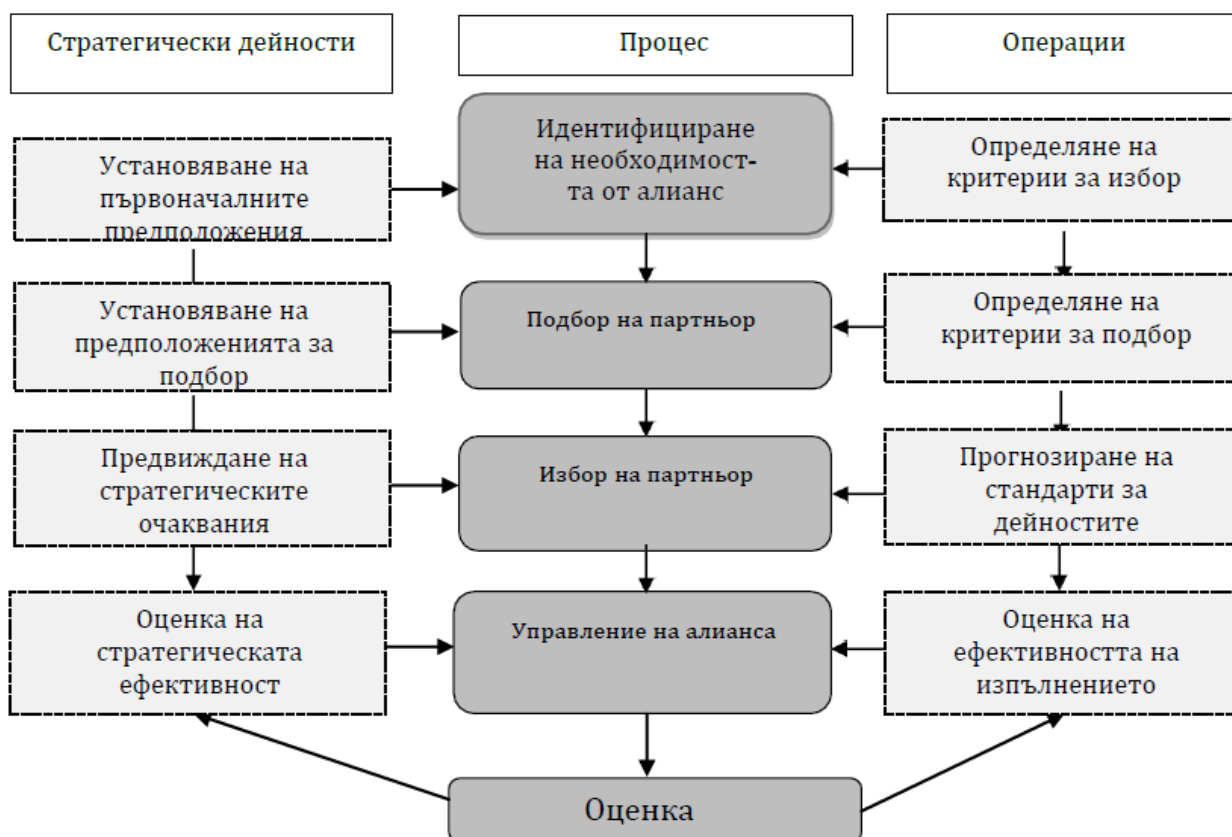 Стратегически дейности
Процес
Операции
Идентифициране
на необходимост-
та от алианс
Установяване на
първоначалните
предположения
Определяне на
критерии за избор
Установяване на
предположенията за
подбор
Подбор на партньор
Определяне на
критерии за подбор
Предвиждане на
стратегическите
очаквания
Избор на партньор
Прогнозиране на
стандарти за
дейностите
Оценка на
стратегическата
ефективност
Управление на алианса
Оценка на
ефективността на
изпълнението
Оценка